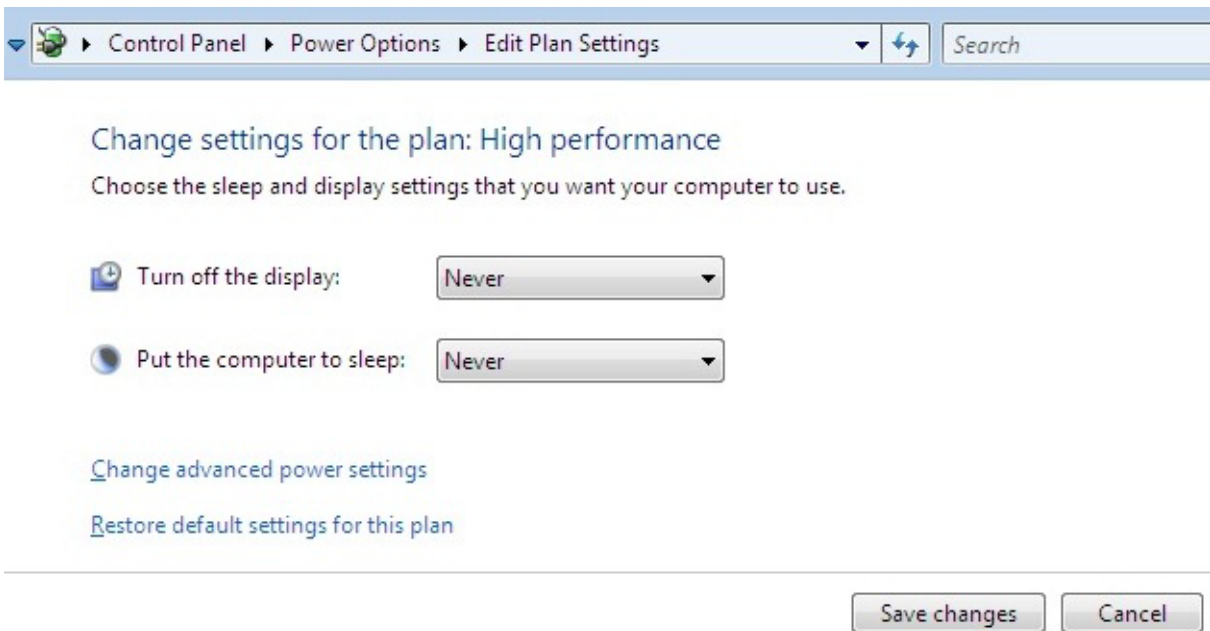 Control Panel Power Options Edit Plan Settings Search
Change settings for the plan: High performance
Choose the sleep and display settings that you want your computer to use.
Turn off the display: Never
Put the computer to sleep: Never
Change advanced power settings
Restore default settings for this plan
Save changes Cancel